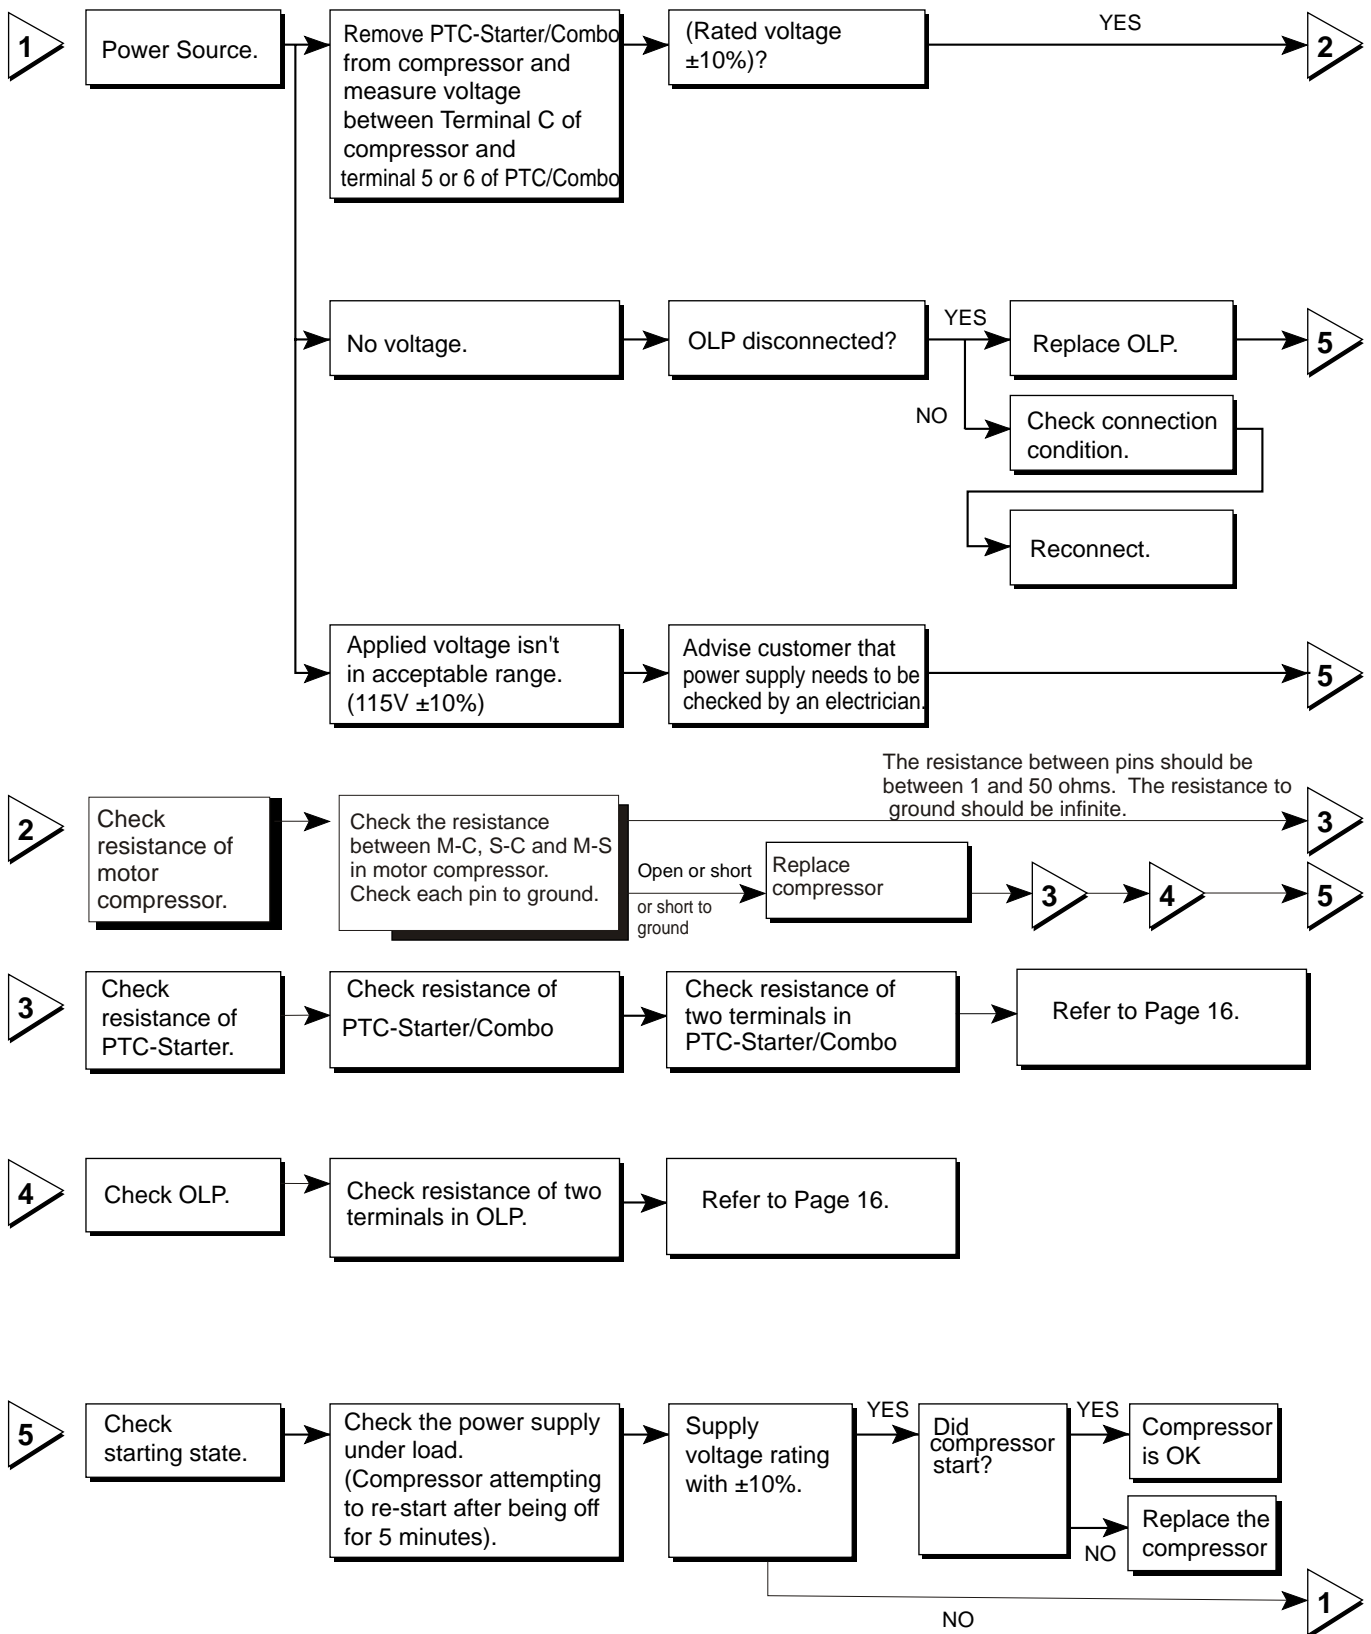 1
Power Source.
Remove PTC-Starter/Combo
from compressor and
measure voltage
between Terminal C of
compressor and
terminal 5 or 6 of PTC/Combo
(Rated voltage
±10%)?
YES
2
No voltage.
OLP disconnected?
YES
Replace OLP.
5
NO
Check connection
condition.
Reconnect.
Applied voltage isn't
in acceptable range.
(115V ±10%)
Advise customer that
power supply needs to be
checked by an electrician.
5
2
Check
resistance of
motor
compressor.
Check the resistance
between M-C, S-C and M-S
in motor compressor.
Check each pin to ground.
The resistance between pins should be
between 1 and 50 ohms. The resistance to
ground should be infinite.
3
Open or short
or short to
ground
Replace
compressor
3
4
5
3
Check
resistance of
PTC-Starter.
Check resistance of
PTC-Starter/Combo
Check resistance of
two terminals in
PTC-Starter/Combo
Refer to Page 16.
4
Check OLP.
Check resistance of two
terminals in OLP.
Refer to Page 16.
5
Check
starting state.
Check the power supply
under load.
(Compressor attempting
to re-start after being off
for 5 minutes).
Supply
voltage rating
with ±10%.
YES
Did
compressor
start?
YES
Compressor
is OK
NO
Replace the
compressor
NO
1